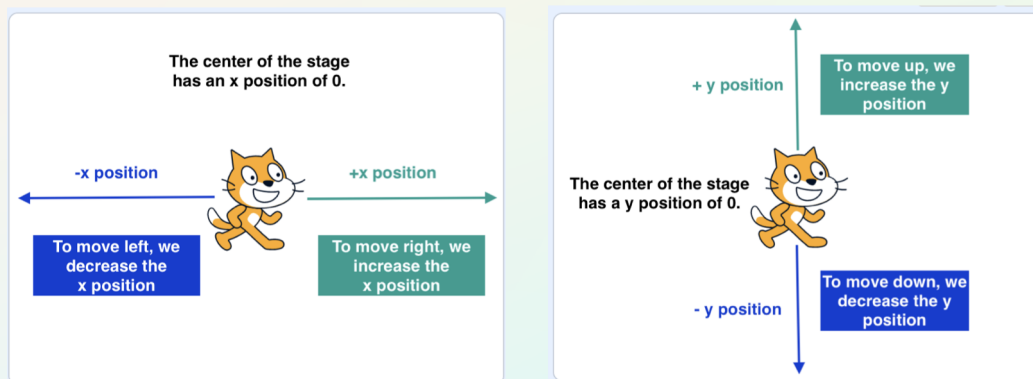 The center of the stage
has an x position of 0.
-x position
+x position
To move left, we
decrease the
x position
To move right, we
increase the
x position
+ y position
To move up, we
increase the y
position
The center of the stage
has a y position of 0.
- y position
To move down, we
decrease the y
position